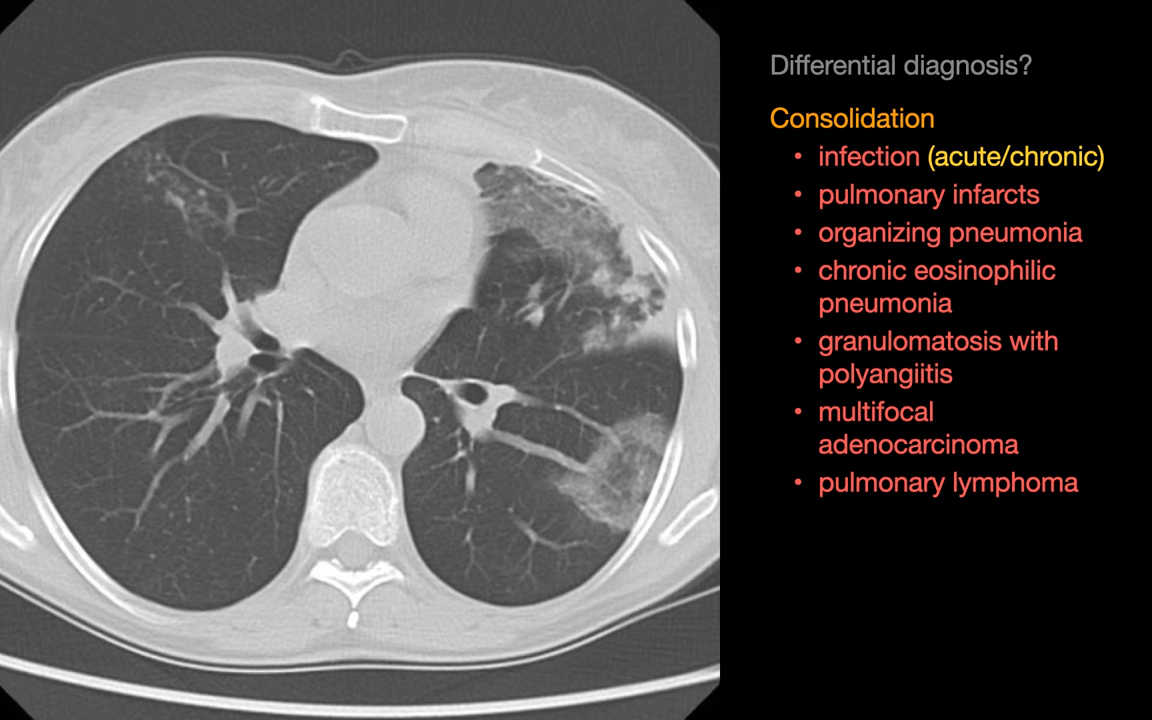 Differential diagnosis?
Consolidation
• infection (acute/chronic)
• pulmonary infarcts
• organizing pneumonia
• chronic eosinophilic
pneumonia
• granulomatosis with
polyangiitis
• multifocal
adenocarcinoma
• pulmonary lymphoma